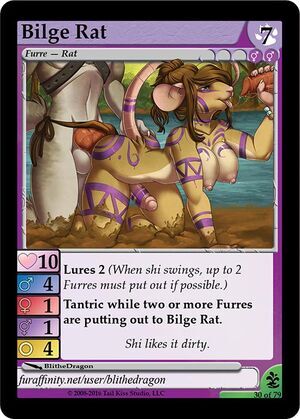 Bilge Rat
7
Furre — Rat
10
4
1
1
4
Lures 2 (When shi swings, up to 2
Furres must put out if possible.)
Tantric while two or more Furres
are putting out to Bilge Rat.
Shi likes it dirty.
BlitheDragon
furaffinity.net/user/blithedragon
© 2008-2016 Tail Kiss Studio, LLC
30 of 79